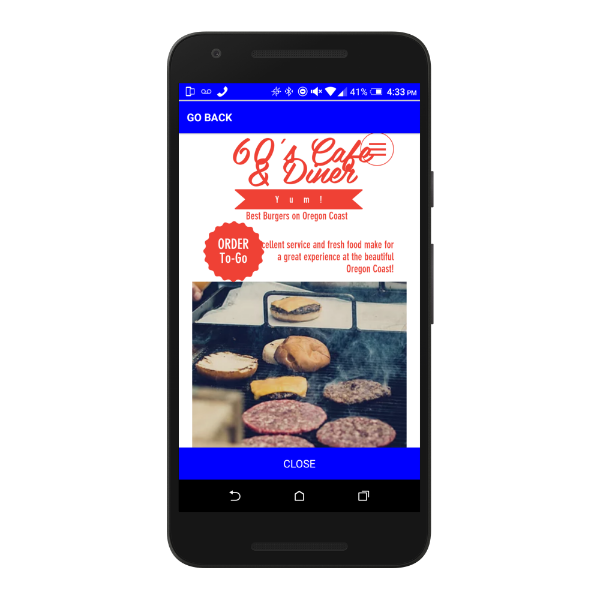 41% 4:33 PM
GO BACK
60's Cafe
& Diner
Yum!
Best Burgers on Oregon Coast
ORDER
To-Go
cellent service and fresh food make for
a great experience at the beautiful
Oregon Coast!
CLOSE